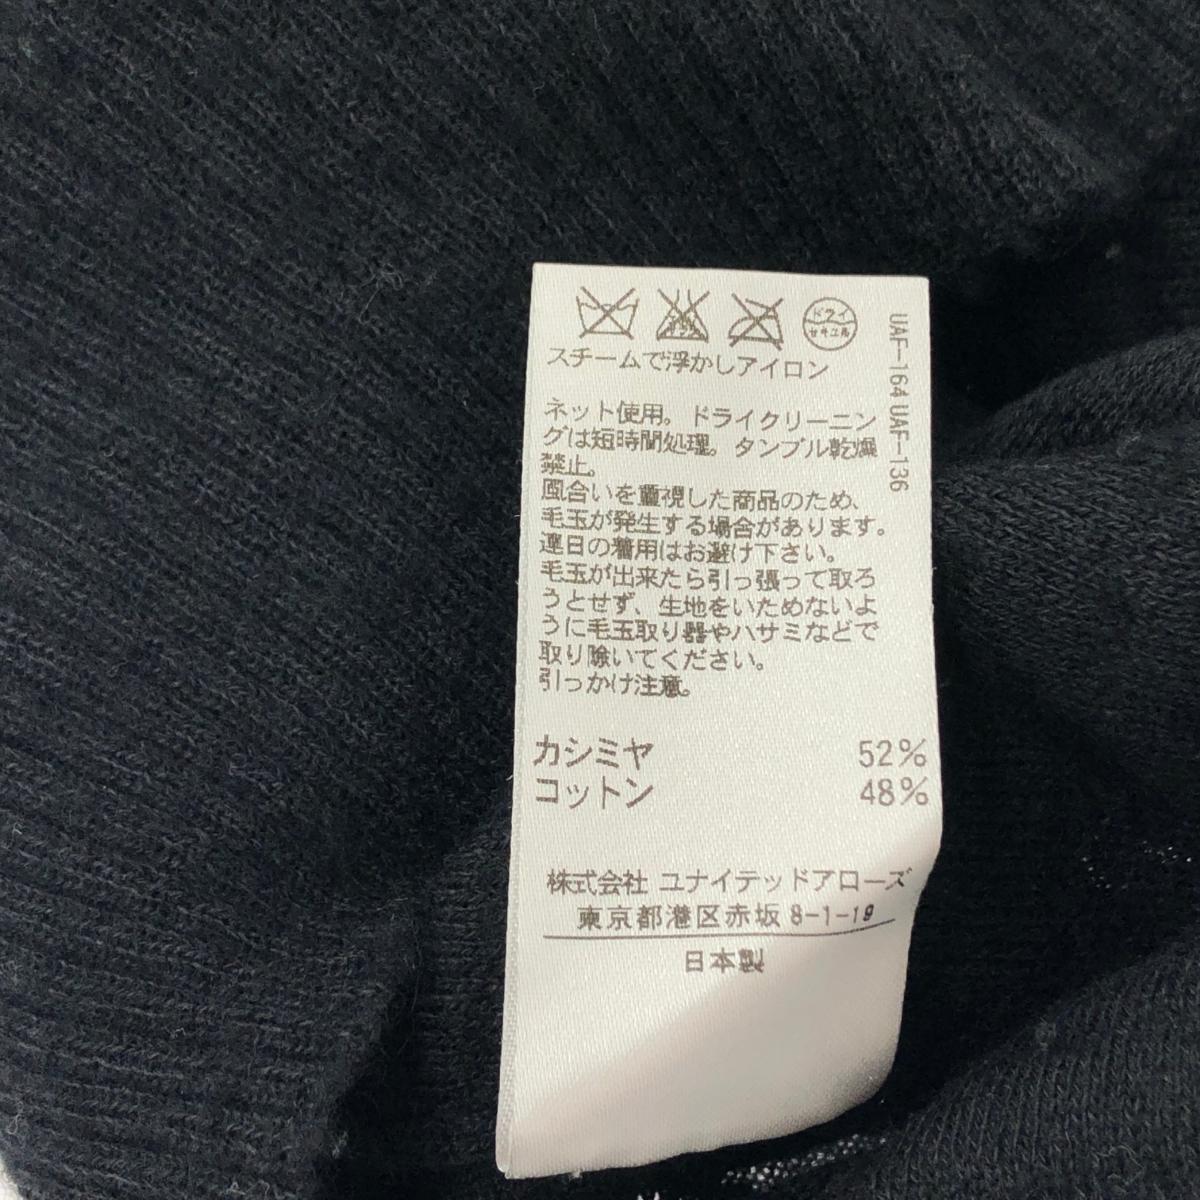 ドライ
セキユ系
スチームで浮かしアイロン
UAF-164 UAF-136
ネット使用。ドライクリーニン
グは短時間処理。タンブル乾燥
禁止。
風合いを重視した商品のため、
毛玉が発生する場合があります。
連日の着用はお避け下さい。
毛玉が出来たら引っ張って取ろ
うとせず、生地をいためないよ
うに毛玉取り器やハサミなどで
取り除いてください。
引っかけ注意。
カシミヤ 52%
コットン 48%
株式会社 ユナイテッドアローズ
東京都港区赤坂 8-1-19
日本製